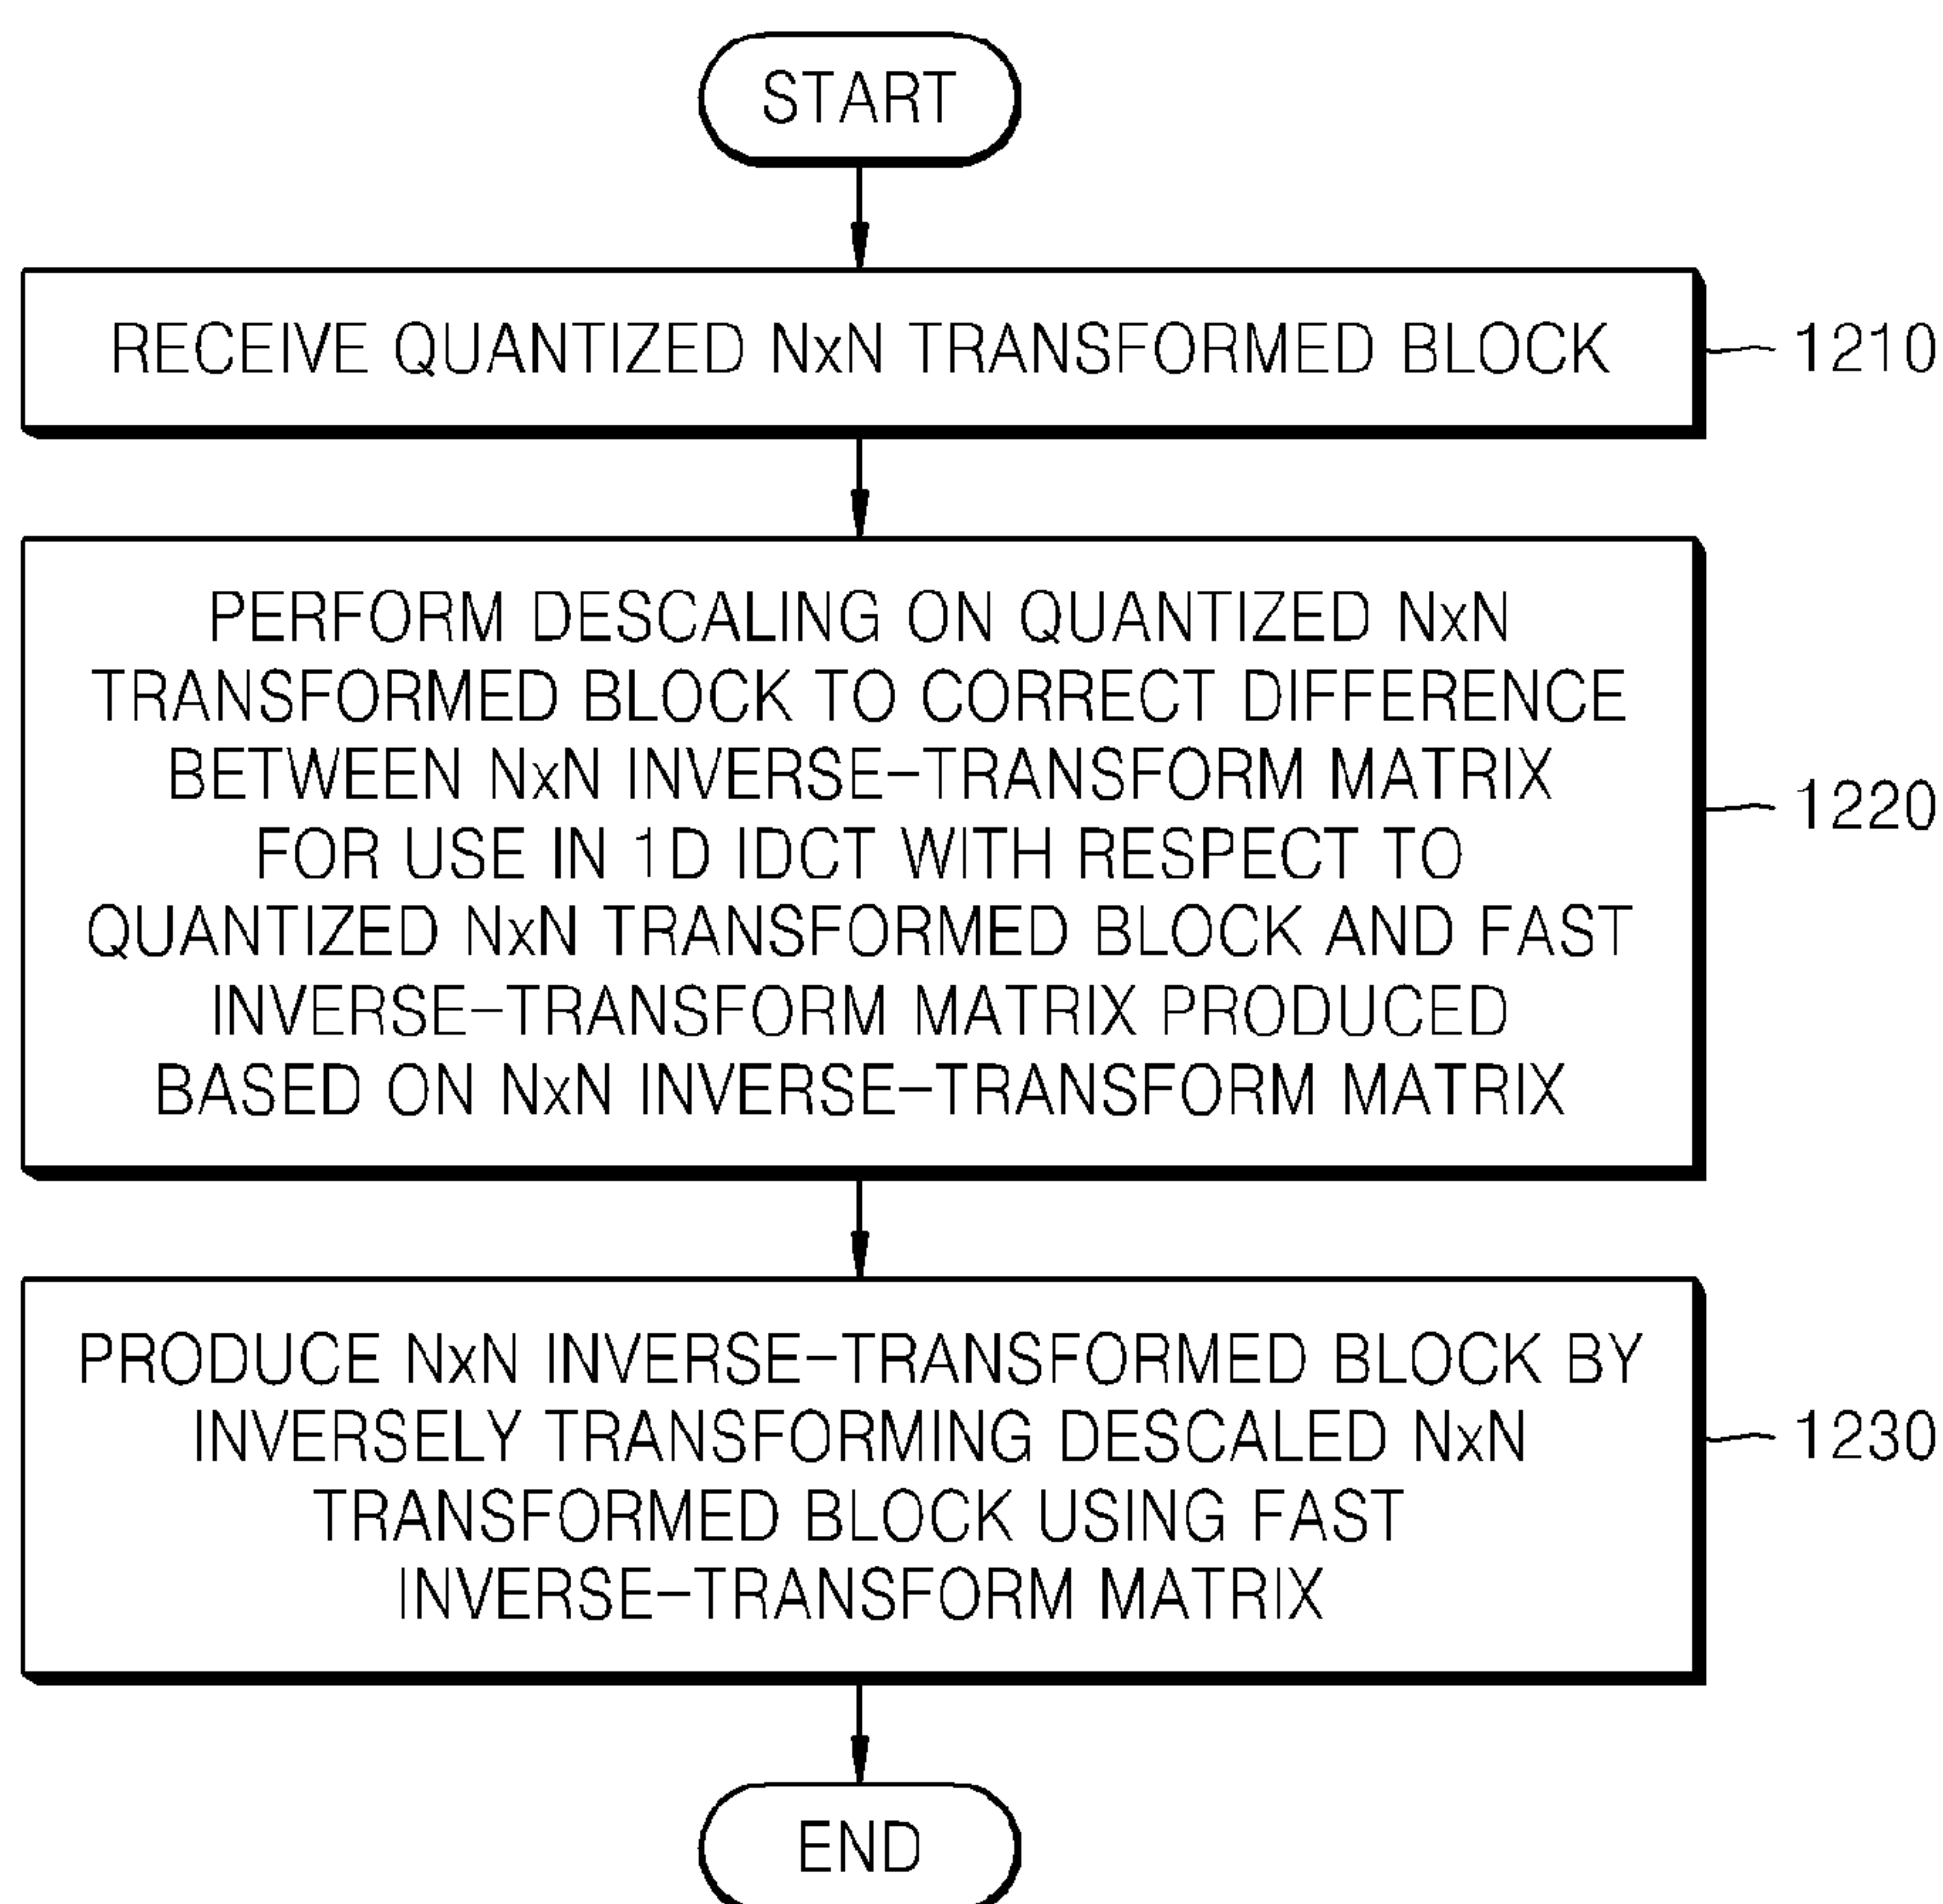 START
RECEIVE QUANTIZED NxN TRANSFORMED BLOCK
1210
PERFORM DESCALING ON QUANTIZED NxN
TRANSFORMED BLOCK TO CORRECT DIFFERENCE
BETWEEN NxN INVERSE-TRANSFORM MATRIX
FOR USE IN 1D IDCT WITH RESPECT TO
QUANTIZED NxN TRANSFORMED BLOCK AND FAST
INVERSE-TRANSFORM MATRIX PRODUCED
BASED ON NxN INVERSE-TRANSFORM MATRIX
1220
PRODUCE NxN INVERSE-TRANSFORMED BLOCK BY
INVERSELY TRANSFORMING DESCALED NxN
TRANSFORMED BLOCK USING FAST
INVERSE-TRANSFORM MATRIX
1230
END